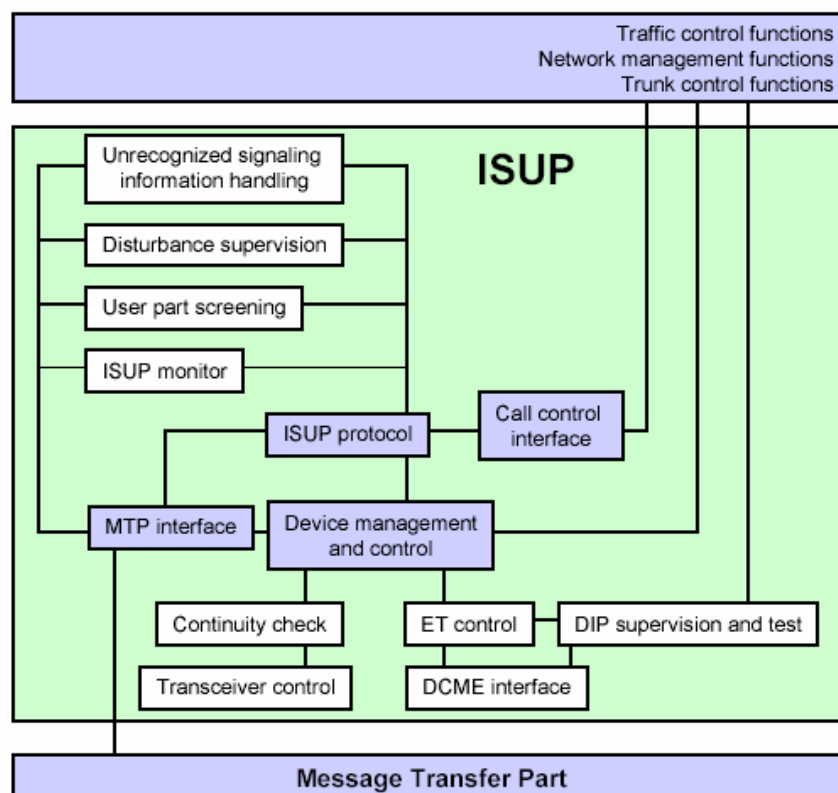 Traffic control functions
Network management functions
Trunk control functions
ISUP
Unrecognized signaling
information handling
Disturbance supervision
User part screening
ISUP monitor
ISUP protocol
Call control
interface
MTP interface
Device management
and control
Continuity check
ET control
DIP supervision and test
Transceiver control
DCME interface
Message Transfer Part